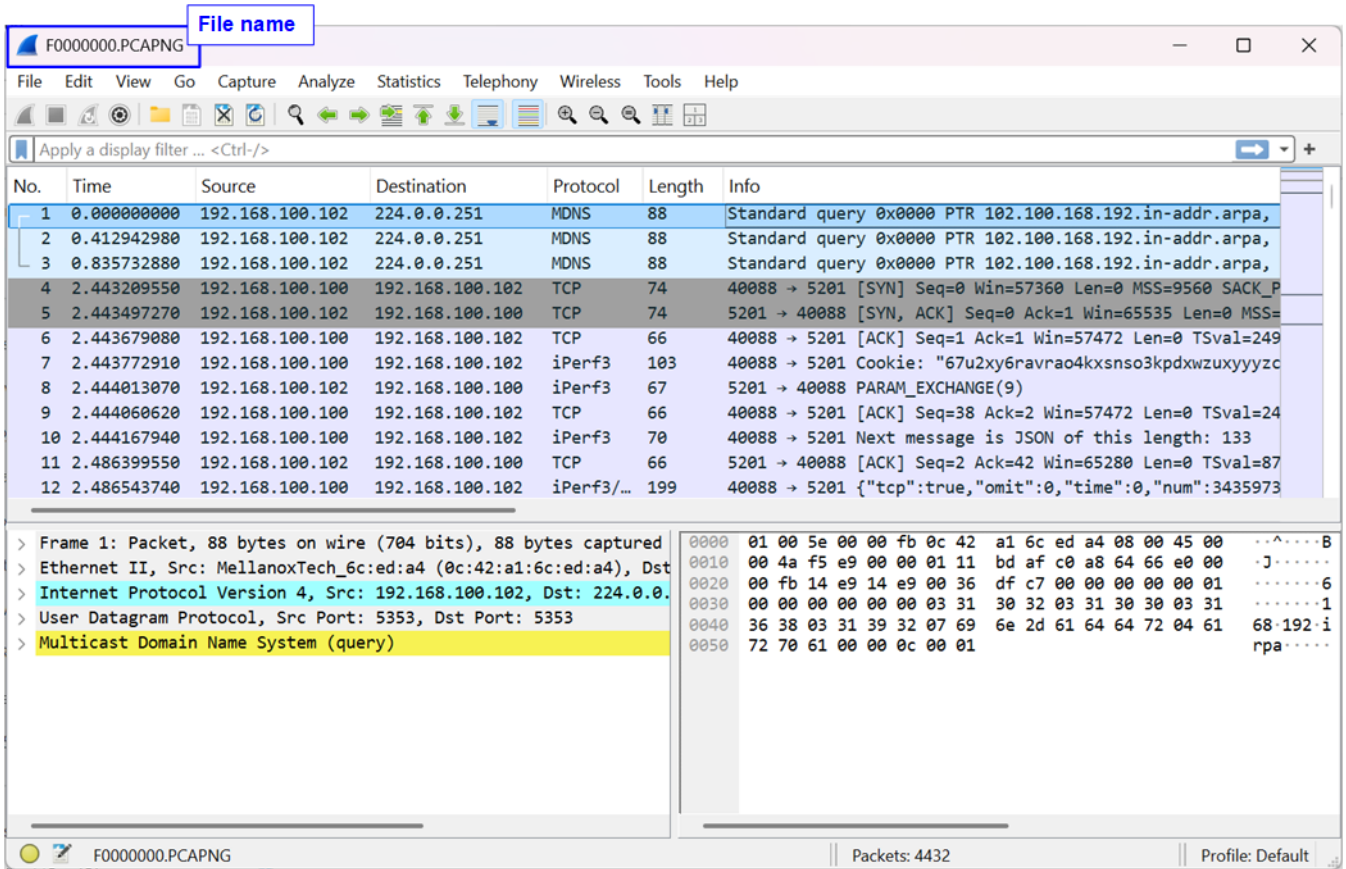 File name
F0000000.PCAPNG
File Edit View Go Capture Analyze Statistics Telephony Wireless Tools Help
Apply a display filter ... <Ctrl-/>
No. Time Source Destination Protocol Length Info
1 0.000000000 192.168.100.102 224.0.0.251 MDNS 88 Standard query 0x0000 PTR 102.100.168.192.in-addr.arpa,
2 0.412942980 192.168.100.102 224.0.0.251 MDNS 88 Standard query 0x0000 PTR 102.100.168.192.in-addr.arpa,
3 0.835732880 192.168.100.102 224.0.0.251 MDNS 88 Standard query 0x0000 PTR 102.100.168.192.in-addr.arpa,
4 2.443209550 192.168.100.100 192.168.100.102 TCP 74 40088 → 5201 [SYN] Seq=0 Win=57360 Len=0 MSS=9560 SACK_P
5 2.443497270 192.168.100.102 192.168.100.100 TCP 74 5201 → 40088 [SYN, ACK] Seq=0 Ack=1 Win=65535 Len=0 MSS=
6 2.443679080 192.168.100.100 192.168.100.102 TCP 66 40088 → 5201 [ACK] Seq=1 Ack=1 Win=57472 Len=0 TSval=249
7 2.443772910 192.168.100.100 192.168.100.102 iPerf3 103 40088 → 5201 Cookie: "67u2xy6ravrao4kxsnso3kpdxwzuxyyyzc
8 2.444013070 192.168.100.102 192.168.100.100 iPerf3 67 5201 → 40088 PARAM_EXCHANGE(9)
9 2.444060620 192.168.100.100 192.168.100.102 TCP 66 40088 → 5201 [ACK] Seq=38 Ack=2 Win=57472 Len=0 TSval=24
10 2.444167940 192.168.100.100 192.168.100.102 iPerf3 70 40088 → 5201 Next message is JSON of this length: 133
11 2.486399550 192.168.100.102 192.168.100.100 TCP 66 5201 → 40088 [ACK] Seq=2 Ack=42 Win=65280 Len=0 TSval=87
12 2.486543740 192.168.100.100 192.168.100.102 iPerf3/… 199 40088 → 5201 {"tcp":true,"omit":0,"time":0,"num":3435973
Frame 1: Packet, 88 bytes on wire (704 bits), 88 bytes captured
Ethernet II, Src: MellanoxTech_6c:ed:a4 (0c:42:a1:6c:ed:a4), Dst
Internet Protocol Version 4, Src: 192.168.100.102, Dst: 224.0.0.
User Datagram Protocol, Src Port: 5353, Dst Port: 5353
Multicast Domain Name System (query)
0000 01 00 5e 00 00 fb 0c 42 a1 6c ed a4 08 00 45 00 ··^····B
0010 00 4a f5 e9 00 00 01 11 bd af c0 a8 64 66 e0 00 ·J······
0020 00 fb 14 e9 14 e9 00 36 df c7 00 00 00 00 00 01 ·······6
0030 00 00 00 00 00 00 03 31 30 32 03 31 30 30 03 31 ·······1
0040 36 38 03 31 39 32 07 69 6e 2d 61 64 64 72 04 61 68·192·i
0050 72 70 61 00 00 0c 00 01 rpa·····
F0000000.PCAPNG Packets: 4432 Profile: Default